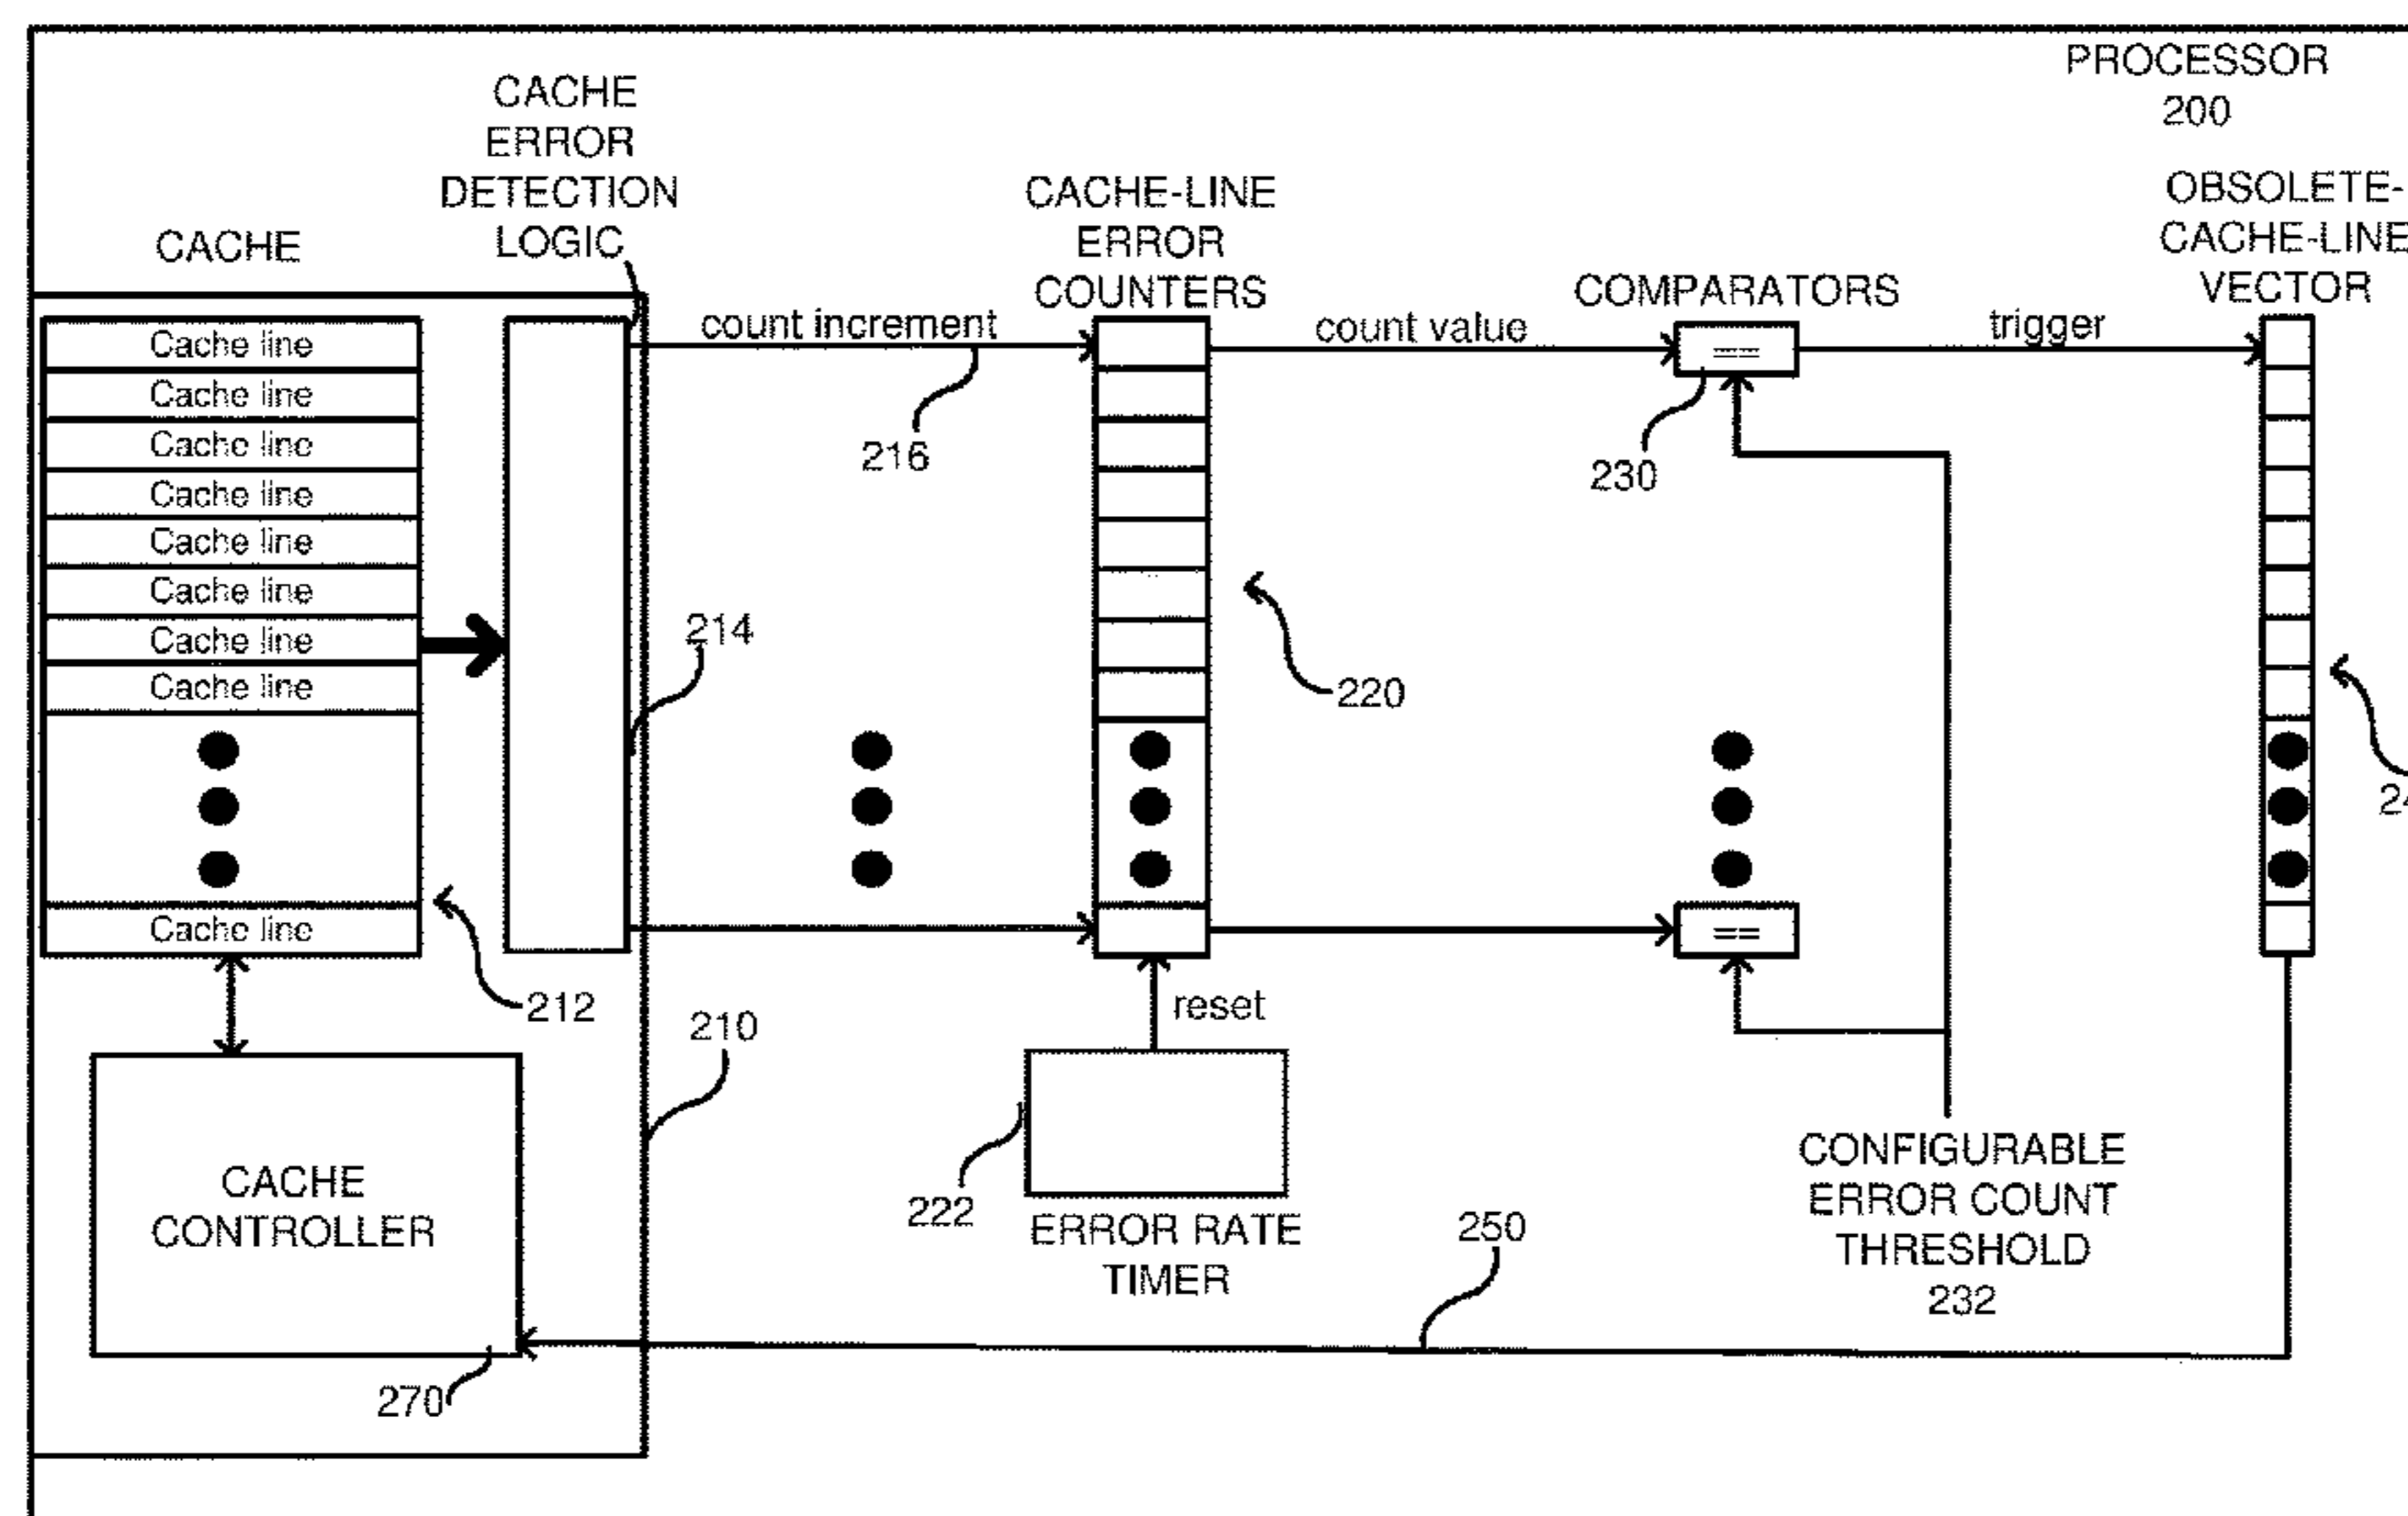 PROCESSOR
200
CACHE
ERROR
DETECTION
LOGIC
CACHE
CACHE-LINE
ERROR
COUNTERS
COMPARATORS
OBSOLETE-
CACHE-LINE
VECTOR
count increment
count value
trigger
Cache line
Cache line
Cache line
Cache line
Cache line
Cache line
Cache line
Cache line
Cache line
==
==
216
230
214
220
212
210
reset
CACHE
CONTROLLER
222
ERROR RATE
TIMER
250
CONFIGURABLE
ERROR COUNT
THRESHOLD
232
270